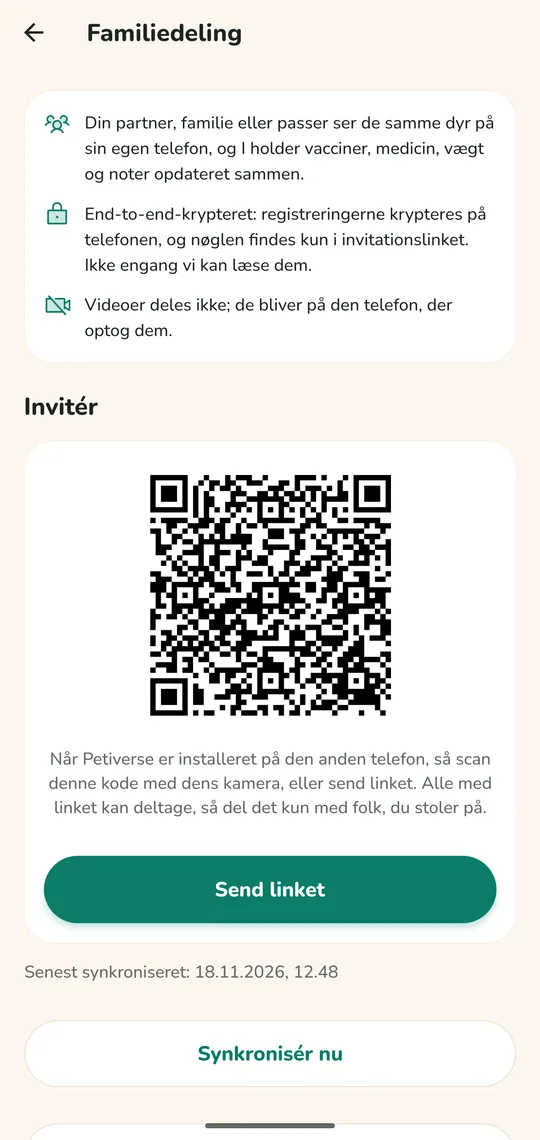 Familiedeling
Din partner, familie eller passer ser de samme dyr på
sin egen telefon, og I holder vacciner, medicin, vægt
og noter opdateret sammen.
End-to-end-krypteret: registreringerne krypteres på
telefonen, og nøglen findes kun i invitationslinket.
Ikke engang vi kan læse dem.
Videoer deles ikke; de bliver på den telefon, der
optog dem.
Invitér
Når Petiverse er installeret på den anden telefon, så scan
denne kode med dens kamera, eller send linket. Alle med
linket kan deltage, så del det kun med folk, du stoler på.
Send linket
Senest synkroniseret: 18.11.2026, 12.48
Synkronisér nu